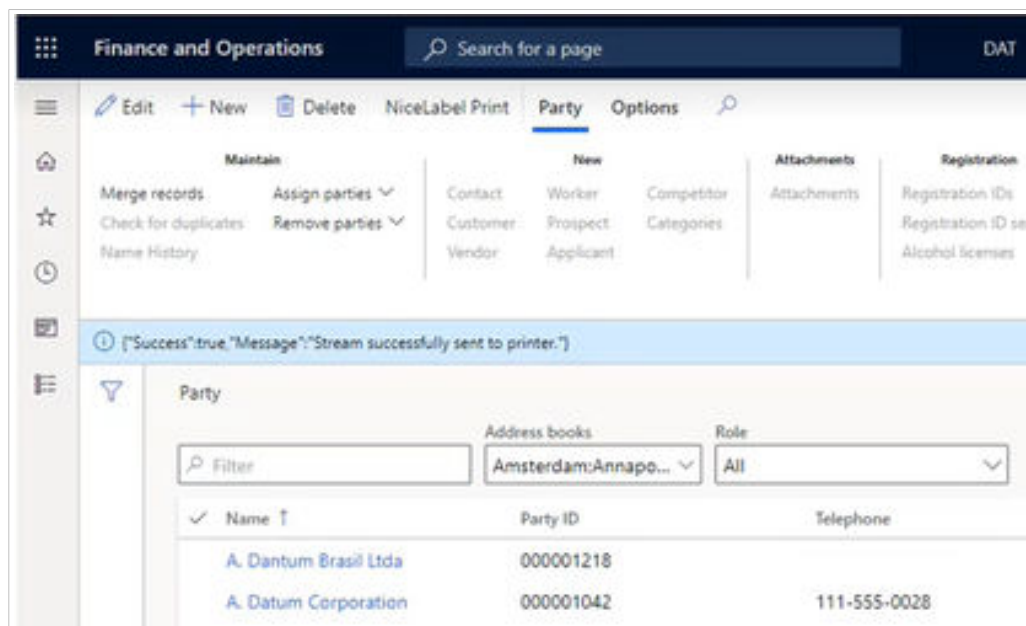 Finance and Operations Search for a page DAT
Edit New Delete NiceLabel Print Party Options
Maintain New Attachments Registration
Merge records Assign parties Contact Worker Competitor Attachments Registration IDs
Check for duplicates Remove parties Customer Prospect Categories Registration ID se
Name History Vendor Applicant Alcohol licenses
{"Success":true,"Message":"Stream successfully sent to printer."}
Party
Address books Role
Filter Amsterdam:Annapo... All
Name Party ID Telephone
A. Dantum Brasil Ltda 000001218
A. Datum Corporation 000001042 111-555-0028